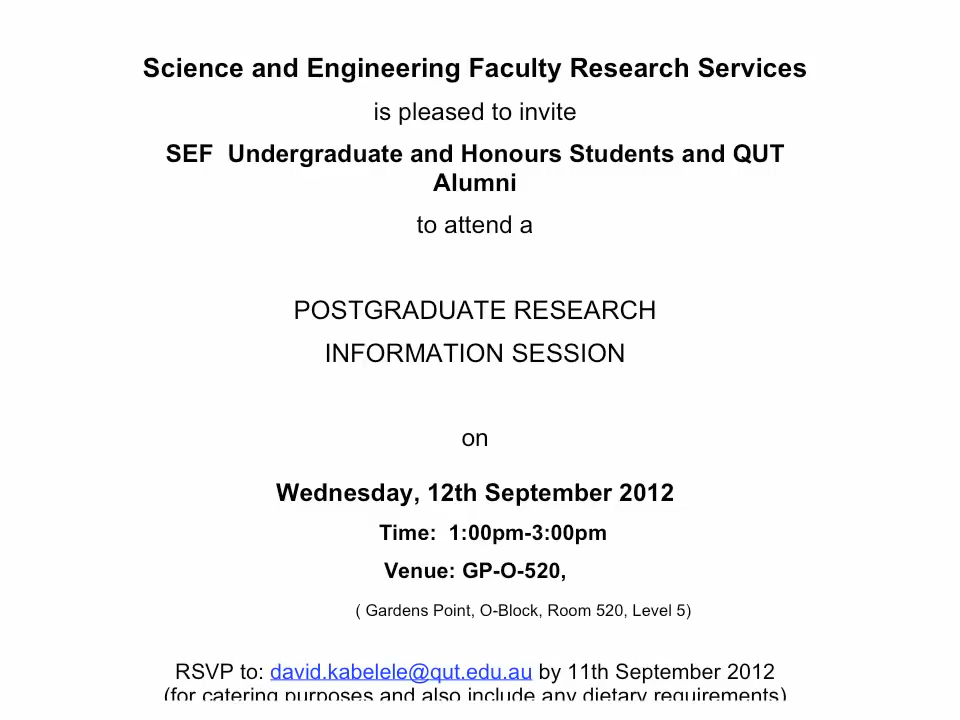 Science and Engineering Faculty Research Services
is pleased to invite
SEF  Undergraduate and Honours Students and QUT
Alumni
to attend a
POSTGRADUATE RESEARCH
INFORMATION SESSION
on
Wednesday, 12th September 2012
Time:  1:00pm-3:00pm
Venue: GP-O-520,
( Gardens Point, O-Block, Room 520, Level 5)
RSVP to: david.kabelele@qut.edu.au by 11th September 2012
(for catering purposes and also include any dietary requirements)